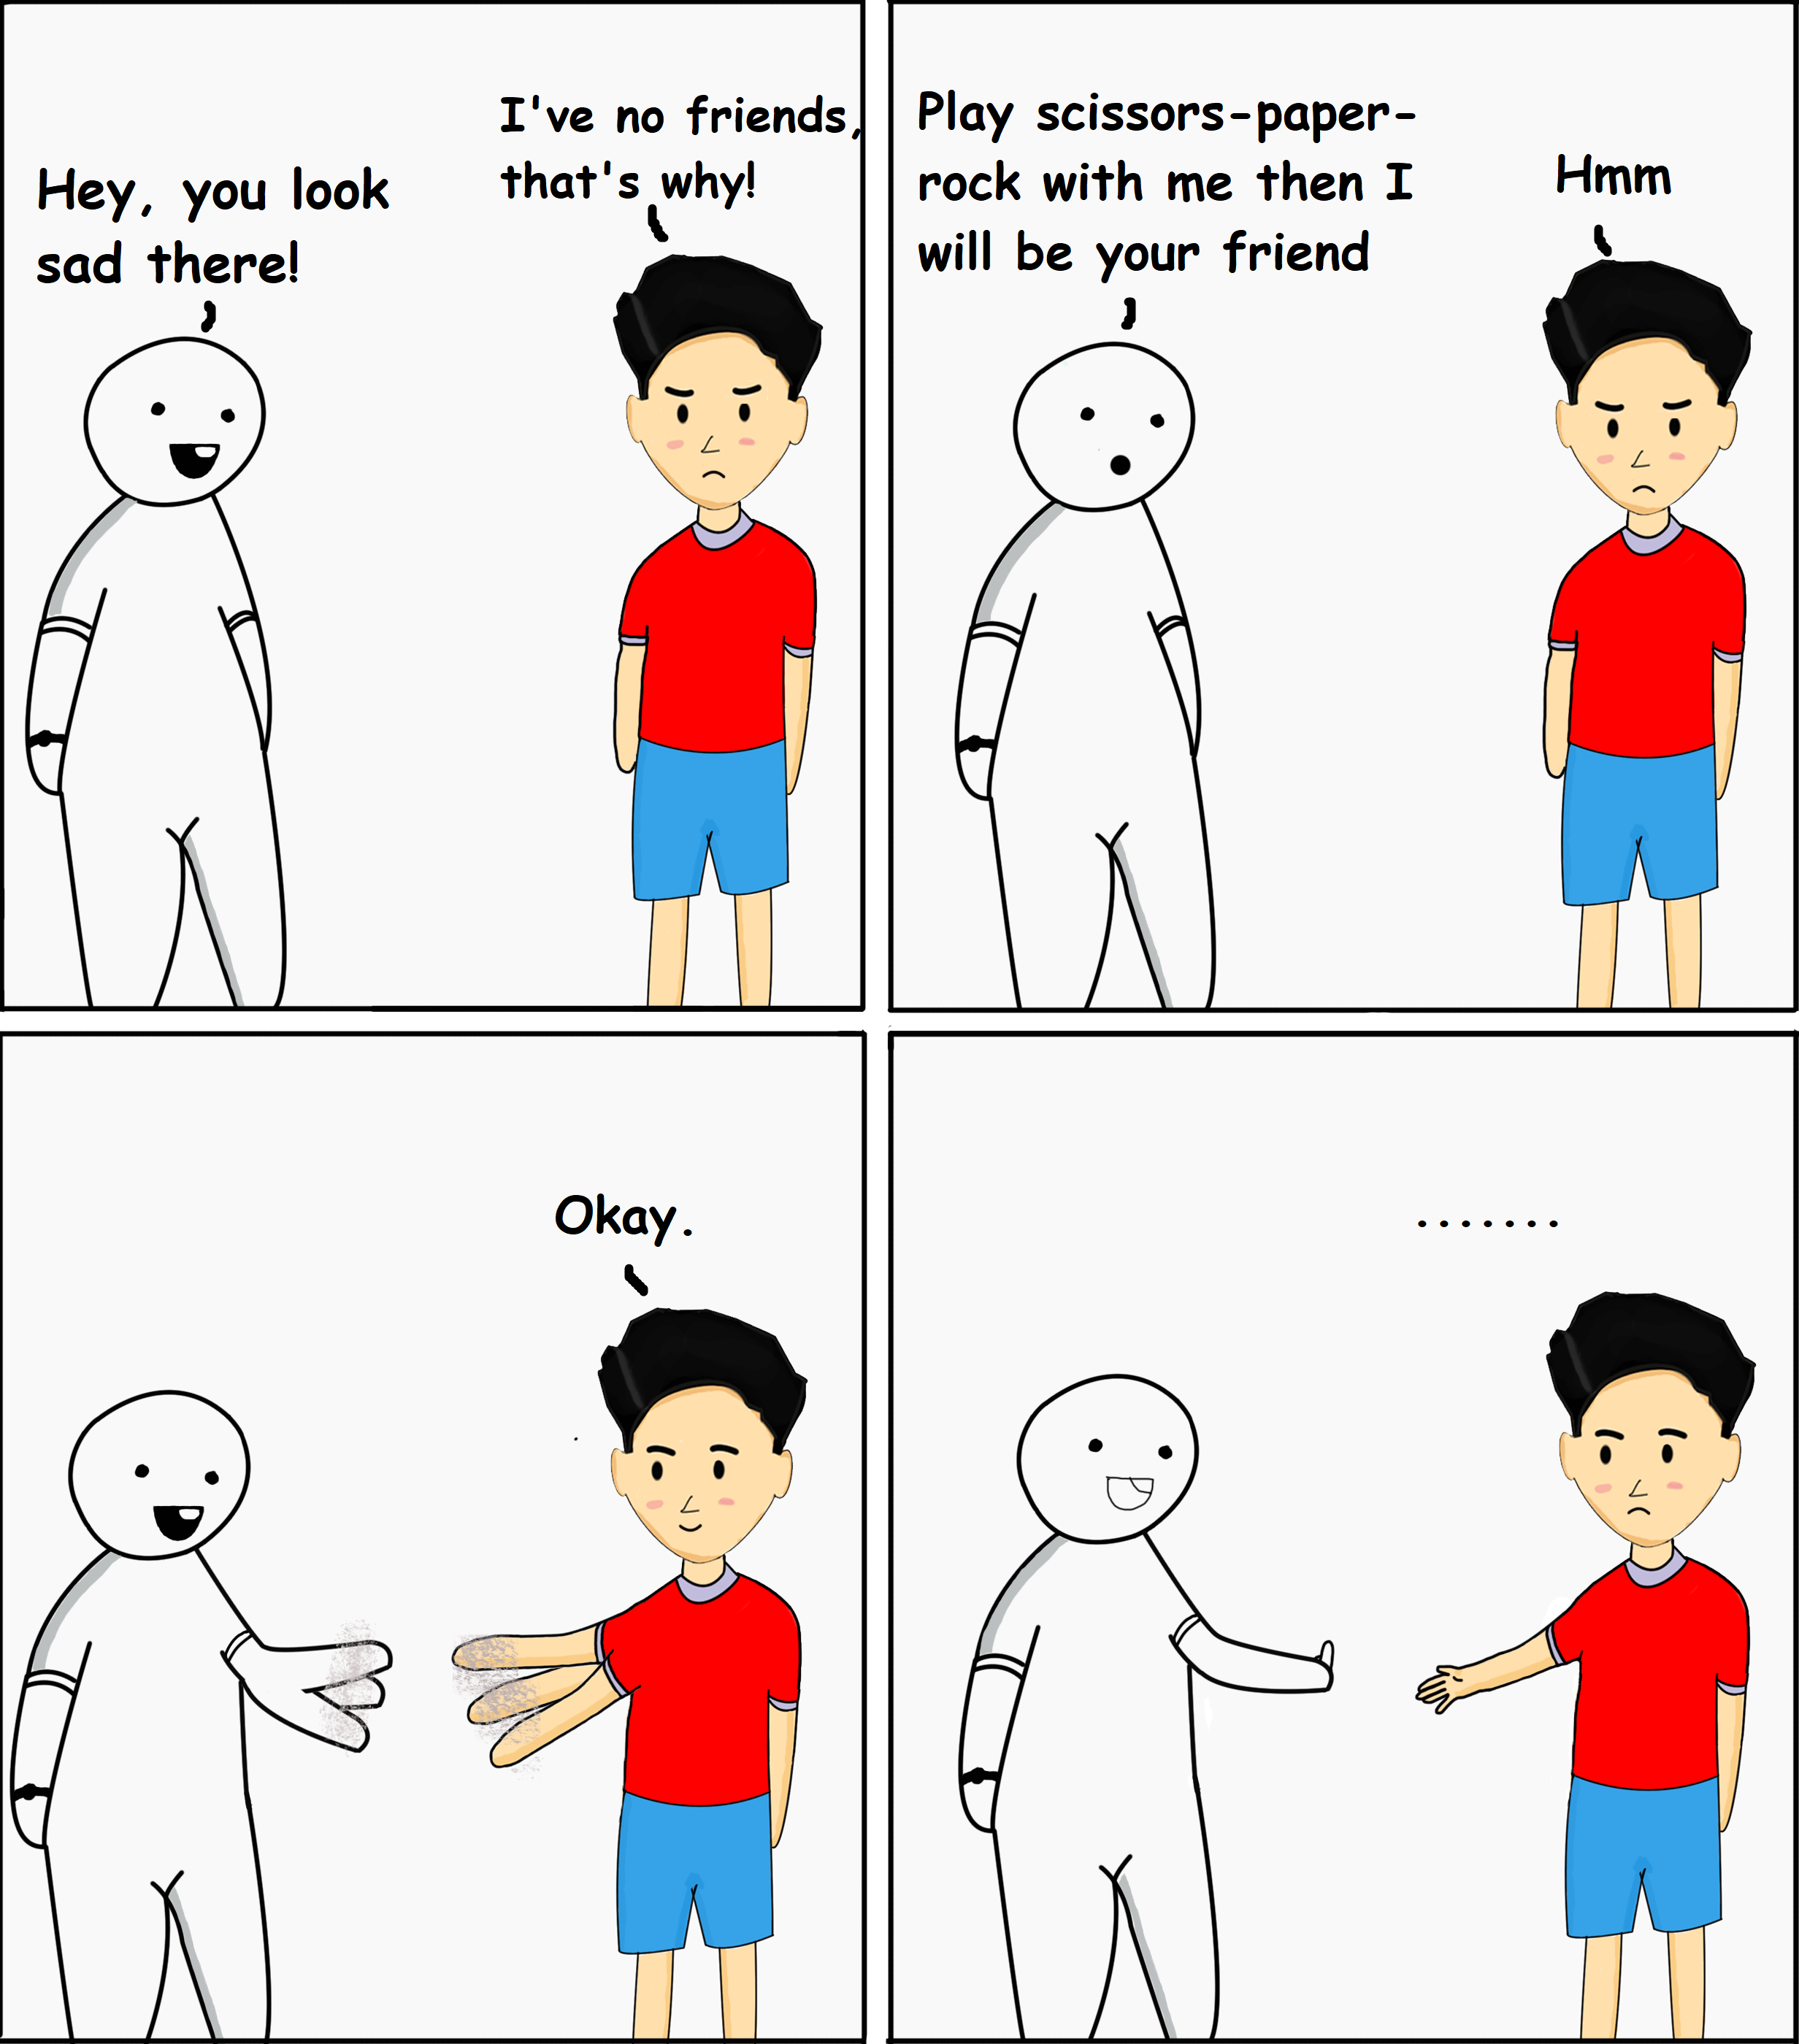 Hey, you look
sad there!
I've no friends,
that's why!
Play scissors-paper-
rock with me then I
will be your friend
Hmm
Okay.
.......